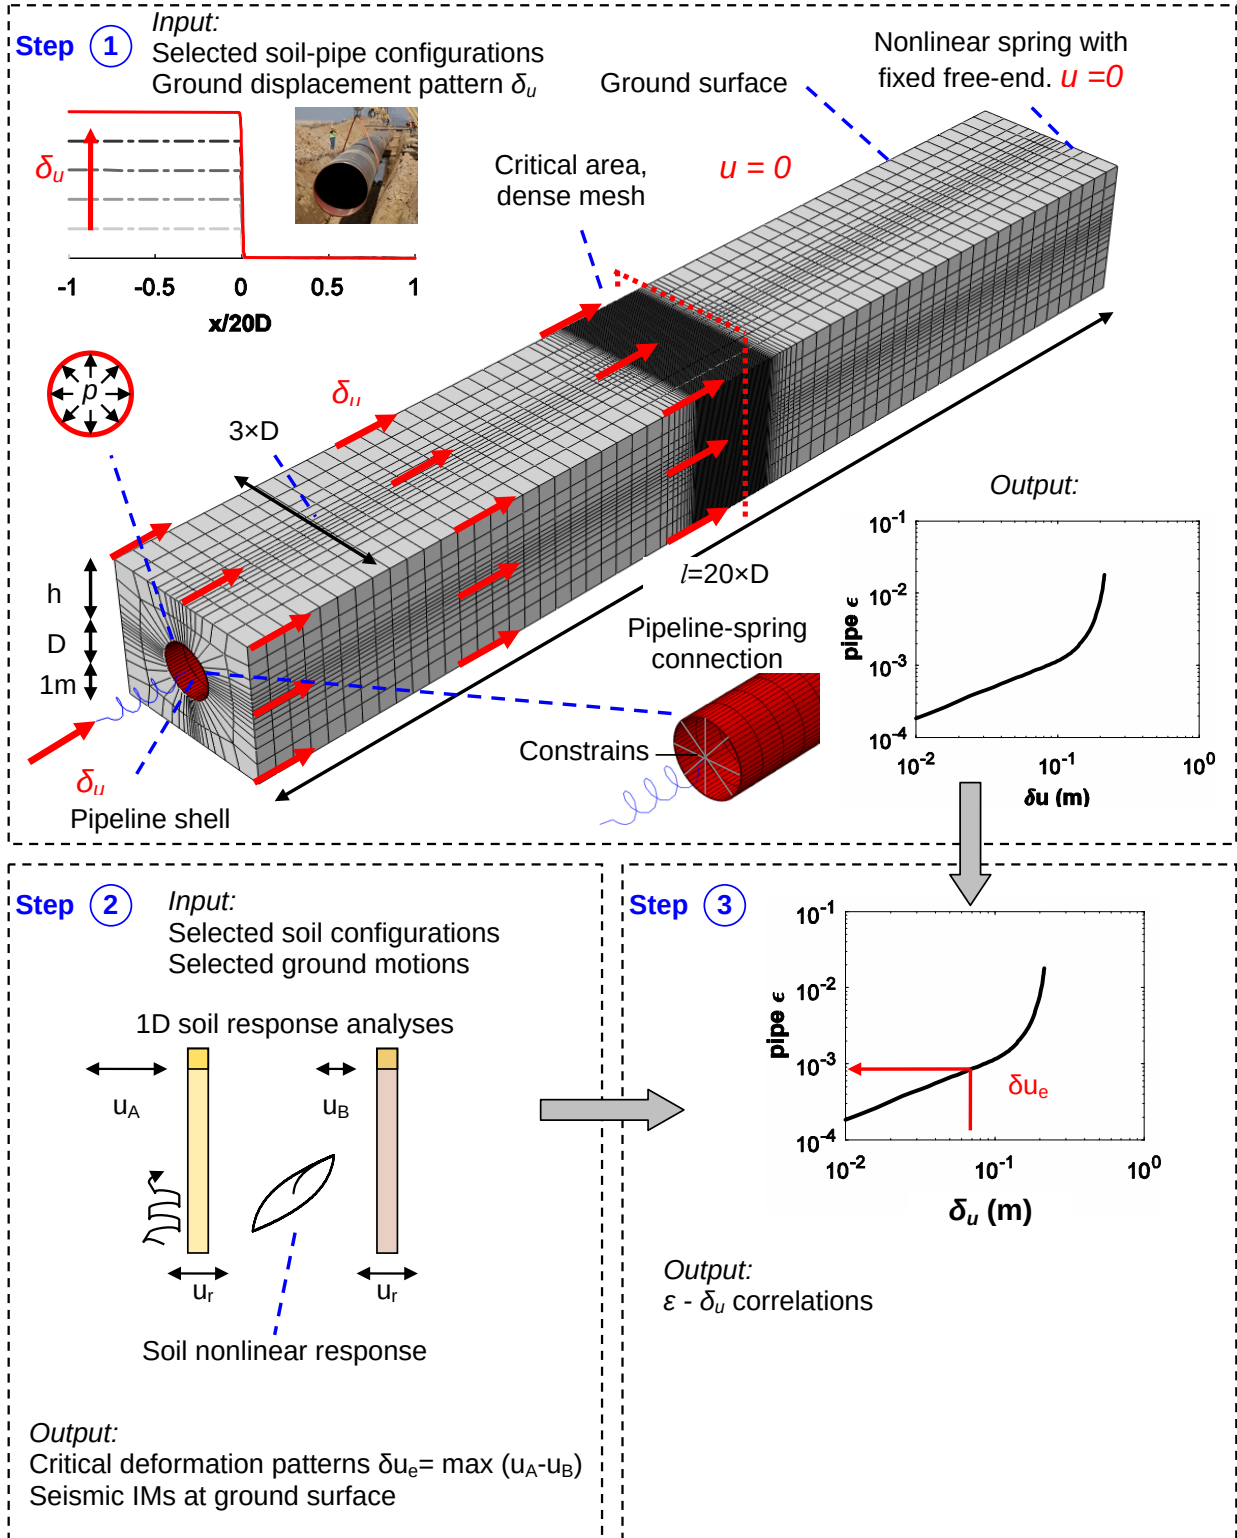 Step 1
Input:
Selected soil-pipe configurations
Ground displacement pattern δu
Ground surface
Nonlinear spring with
fixed free-end. u =0
Critical area,
dense mesh
u = 0
δu
-1 -0.5 0 0.5 1
x/20D
p
δu
3×D
h
D
1m
l=20×D
Pipeline-spring
connection
Constrains
δu
Pipeline shell
Output:
10-1
10-2
10-3
10-4
pipe ϵ
10-2 10-1 100
δu (m)
Step 2
Input:
Selected soil configurations
Selected ground motions
1D soil response analyses
uA
uB
ur
ur
Soil nonlinear response
Output:
Critical deformation patterns δue= max (uA-uB)
Seismic IMs at ground surface
Step 3
10-1
10-2
10-3
10-4
pipe ϵ
δue
10-2 10-1 100
δu (m)
Output:
ε - δu correlations